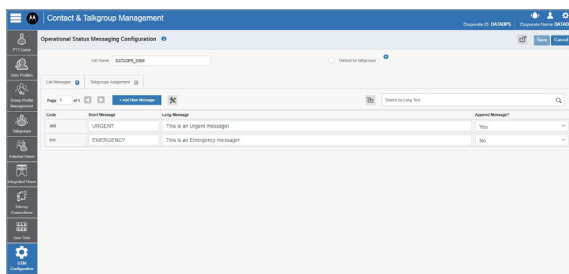 Contact & Talkgroup Management
Corporate ID DATAOPS | Corporate Name DATAO
PTT Users
Operational Status Messaging Configuration
Save
Cancel
List Name
DATAOPS_OSM
Default for talkgroups
User Profiles
List Messages
Talkgroups Assignment
Group Profile
Management
Page 1 of 1
+ Add New Message
Search by Long Text
Talkgroups
Code
Short Message
Long Message
Append Message?
URGENT
This is an Urgent message!
Yes
EMERGENCY
This is an Emergency message!
No
External Users
Integrated Users
Interop
Connections
User Sets
OSM
Configuration